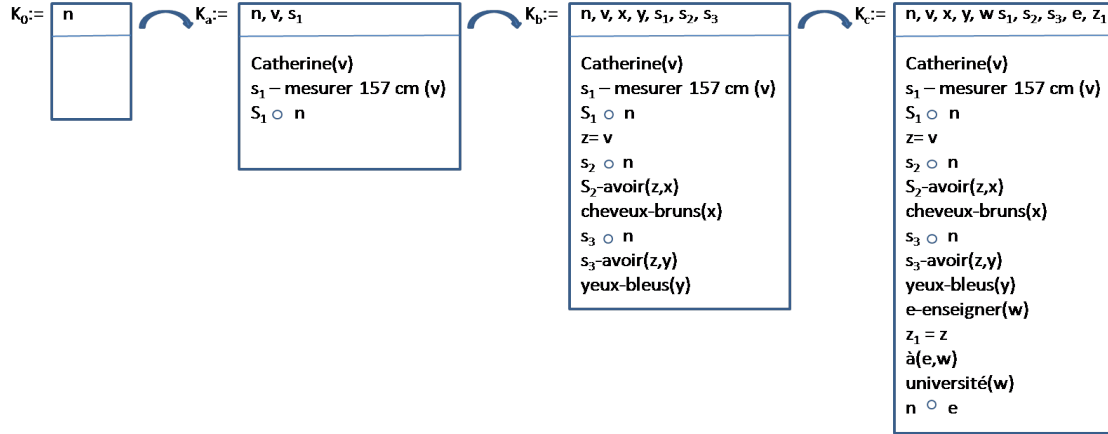 K₀:=
n
Kₐ:=
n, v, s₁
Catherine(v)
s₁ – mesurer 157 cm (v)
S₁ ○ n
K_b:=
n, v, x, y, s₁, s₂, s₃
Catherine(v)
s₁ – mesurer 157 cm (v)
S₁ ○ n
z= v
s₂ ○ n
S₂-avoir(z,x)
cheveux-bruns(x)
s₃ ○ n
s₃-avoir(z,y)
yeux-bleus(y)
K_c:=
n, v, x, y, w s₁, s₂, s₃, e, z₁
Catherine(v)
s₁ – mesurer 157 cm (v)
S₁ ○ n
z= v
s₂ ○ n
S₂-avoir(z,x)
cheveux-bruns(x)
s₃ ○ n
s₃-avoir(z,y)
yeux-bleus(y)
e-enseigner(w)
z₁ = z
à(e,w)
université(w)
n ○ e